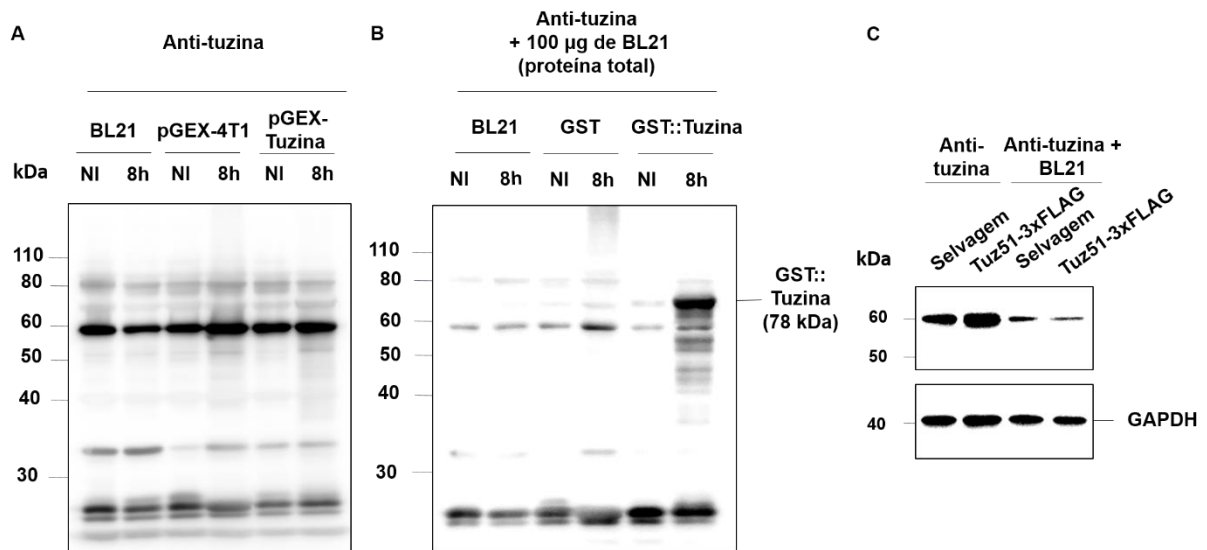 A
Anti-tuzina
BL21 pGEX-4T1 pGEX-
Tuzina
kDa NI 8h NI 8h NI 8h
110
80
60
50
40
30
B
Anti-tuzina
+ 100 µg de BL21
(proteína total)
BL21 GST GST::Tuzina
NI 8h NI 8h NI 8h
kDa
110
80
60
50
40
30
GST::
Tuzina
(78 kDa)
C
Anti-
tuzina
Anti-tuzina +
BL21
Selvagem
Tuz51-3xFLAG
Selvagem
Tuz51-3xFLAG
kDa
60
50
40
GAPDH